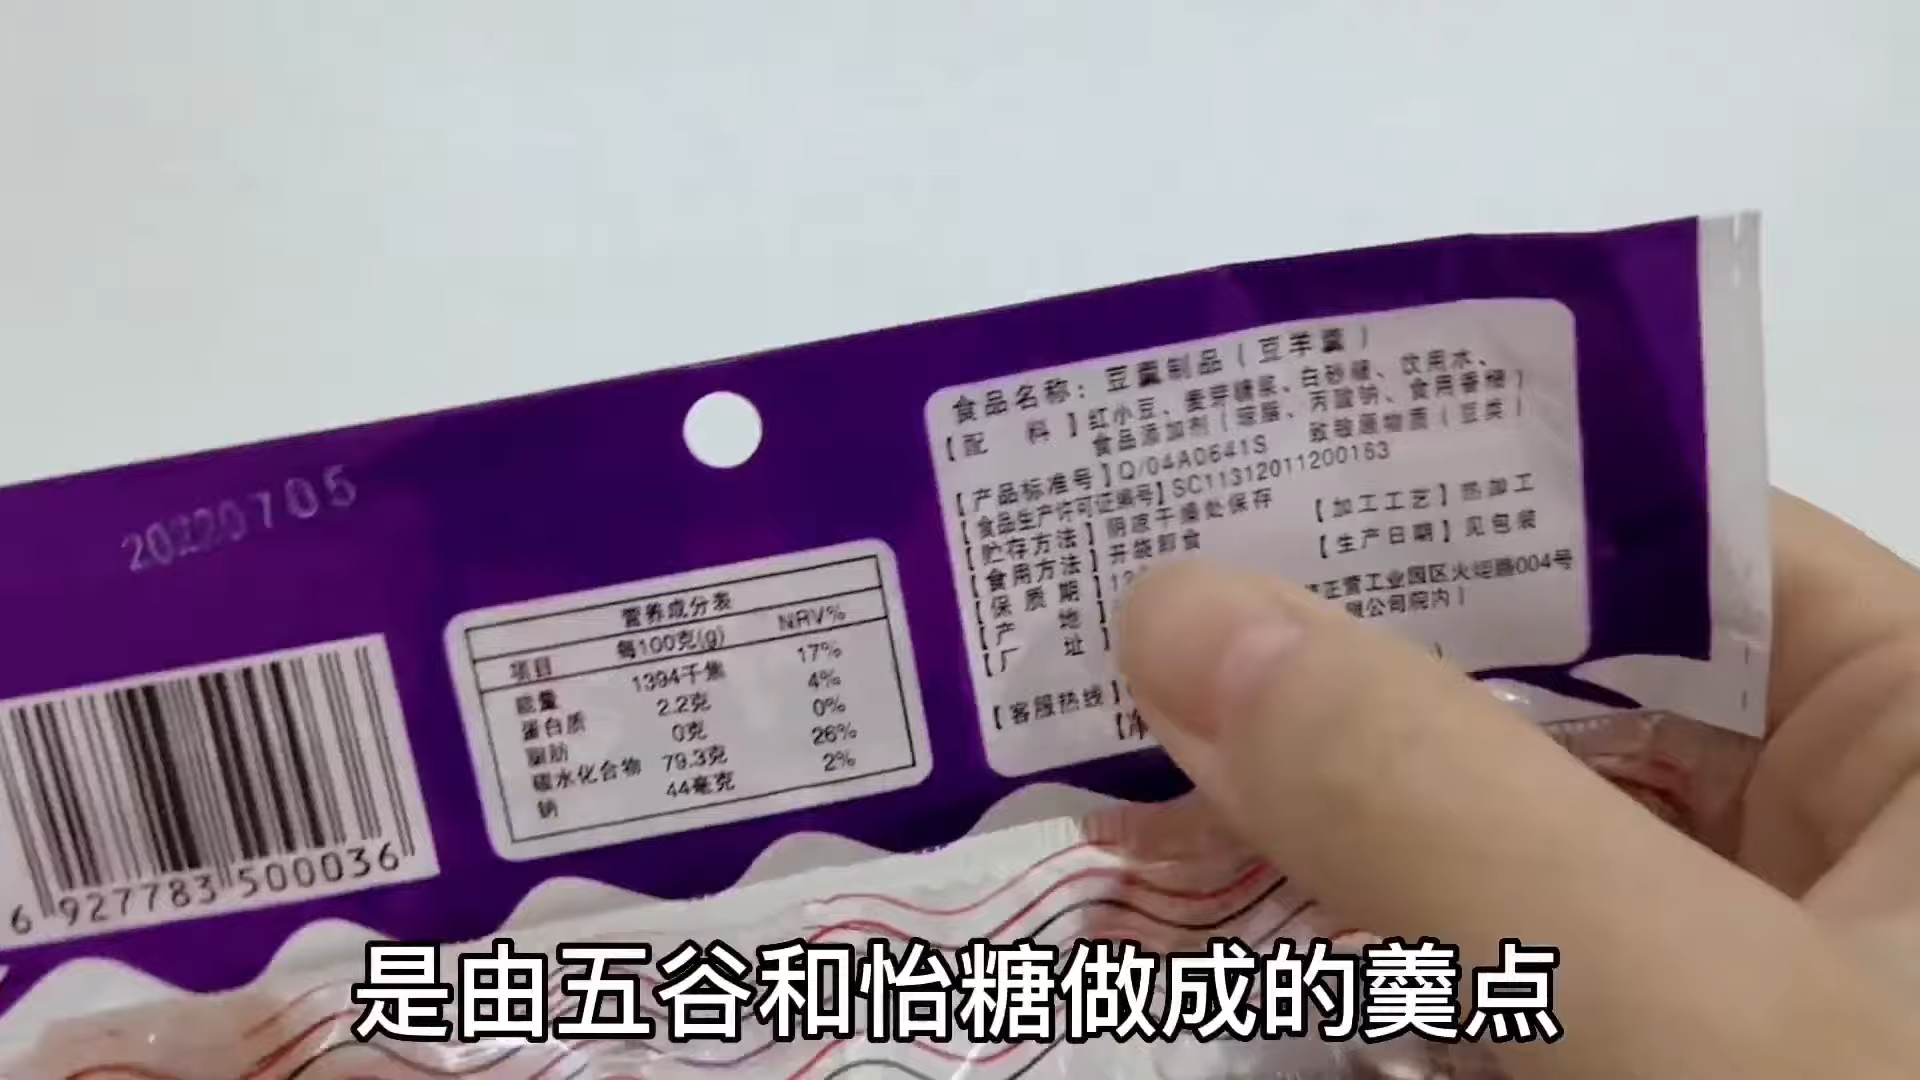 食品名称：豆羹制品（豆羊羹）
【配 料】红小豆、麦芽糖浆、白砂糖、饮用水、
食品添加剂（琼脂、丙酸钠、食用香精）
致敏原物质（豆类）
【产品标准号】Q/04A0641S
【食品生产许可证编号】SC11312011200163
【贮存方法】阴凉干燥处保存
【加工工艺】热加工
【食用方法】开袋即食
【生产日期】见包装
【保 质 期】
【产 地】
【厂 址】
正营工业园区火炬路004号
限公司院内）
【客服热线】
20220705
营养成分表
项目 每100克(g) NRV%
能量 1394千焦 17%
蛋白质 2.2克 4%
脂肪 0克 0%
碳水化合物 79.3克 26%
钠 44毫克 2%
6 927783 500036
是由五谷和怡糖做成的羹点